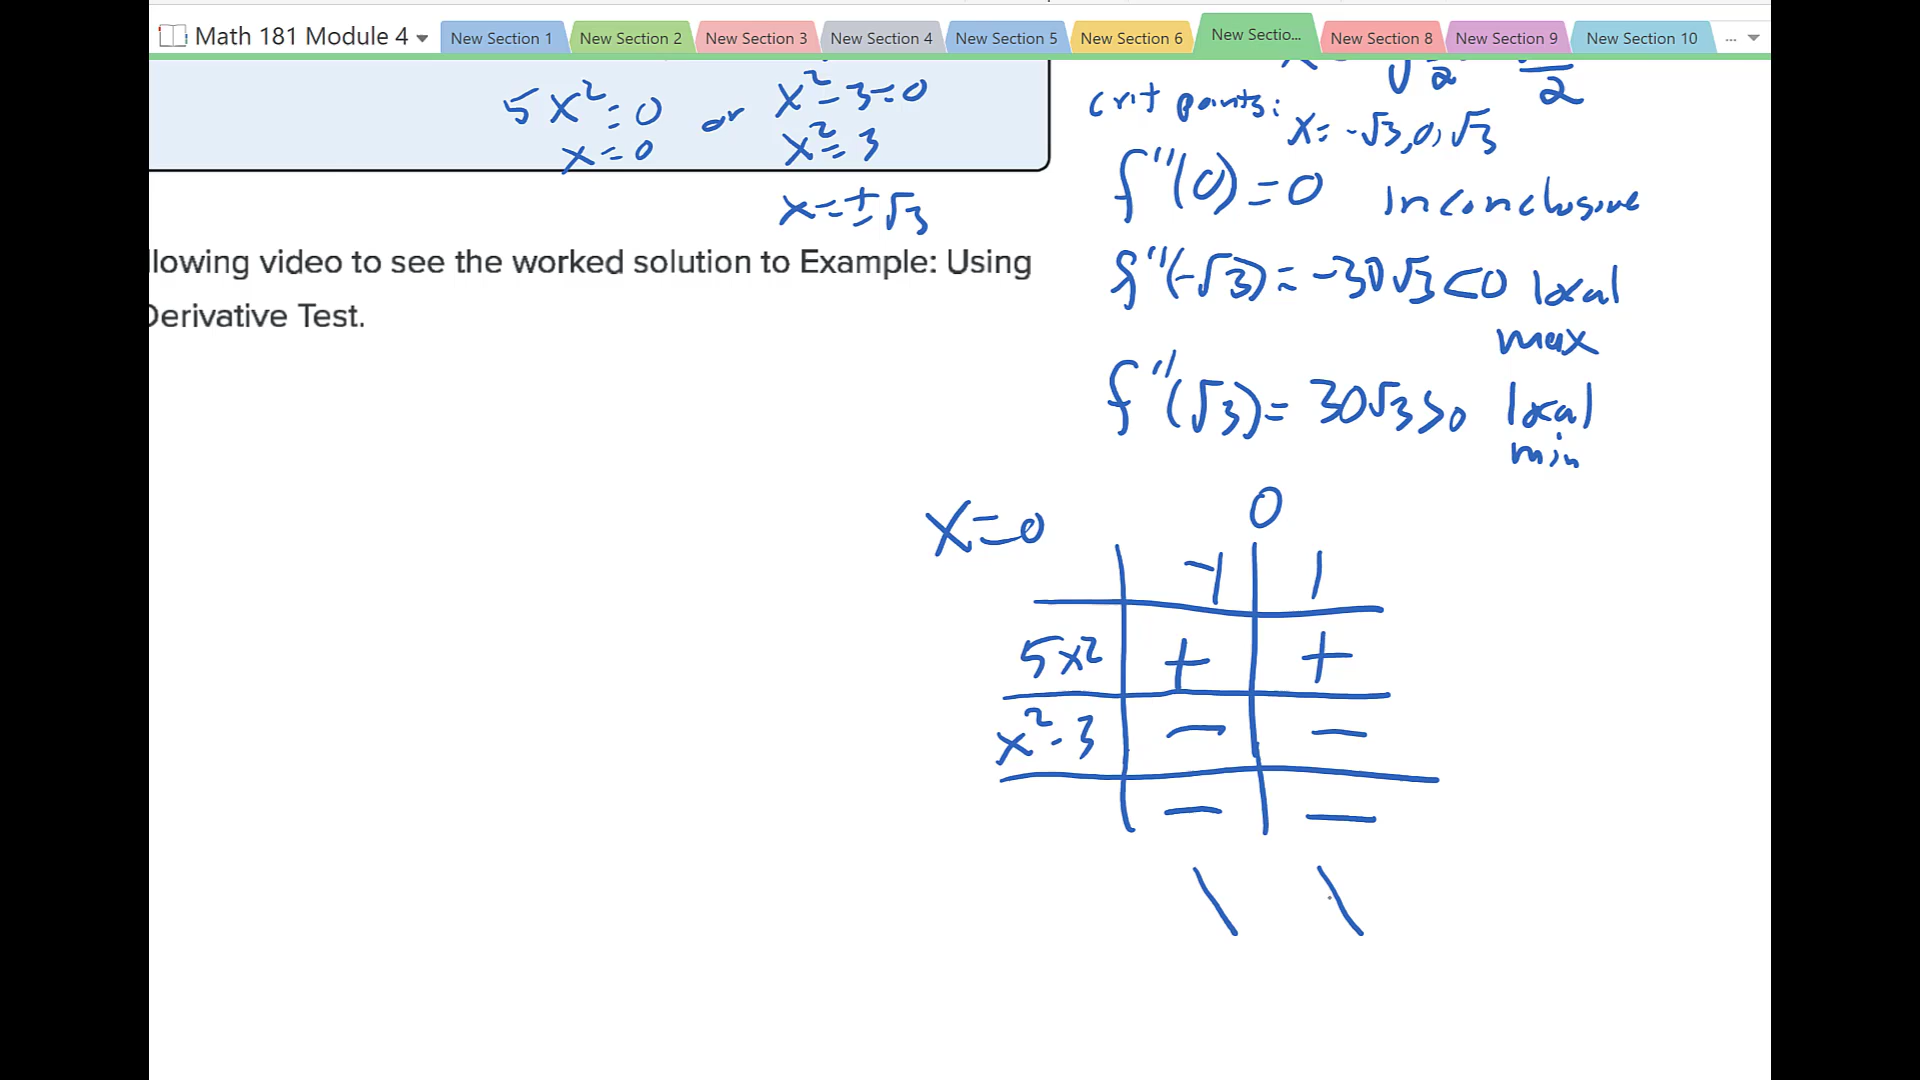 Math 181 Module 4
New Section 1 New Section 2 New Section 3 New Section 4 New Section 5 New Section 6 New Sectio... New Section 8 New Section 9 New Section 10 ...
5x²=0 or x²-3=0
x=0 x²=3
x=±√3
llowing video to see the worked solution to Example: Using
Derivative Test.
crit points:
x=-√3,0,√3
f''(0)=0 inconclusive
f''(-√3)=-30√3<0 local
max
f''(√3)=30√3>0 local
min
x=0 0
-1 1
5x² + +
x²-3 - -
- -
\ \